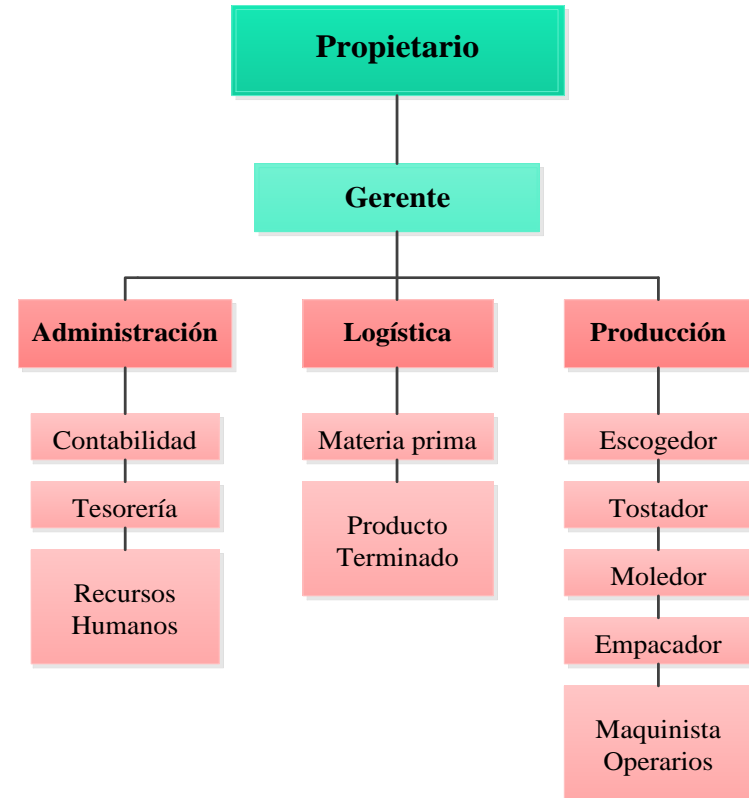 Propietario
Gerente
Administración
Logística
Producción
Contabilidad
Materia prima
Escogedor
Tesorería
Producto
Terminado
Tostador
Recursos
Humanos
Moledor
Empacador
Maquinista
Operarios